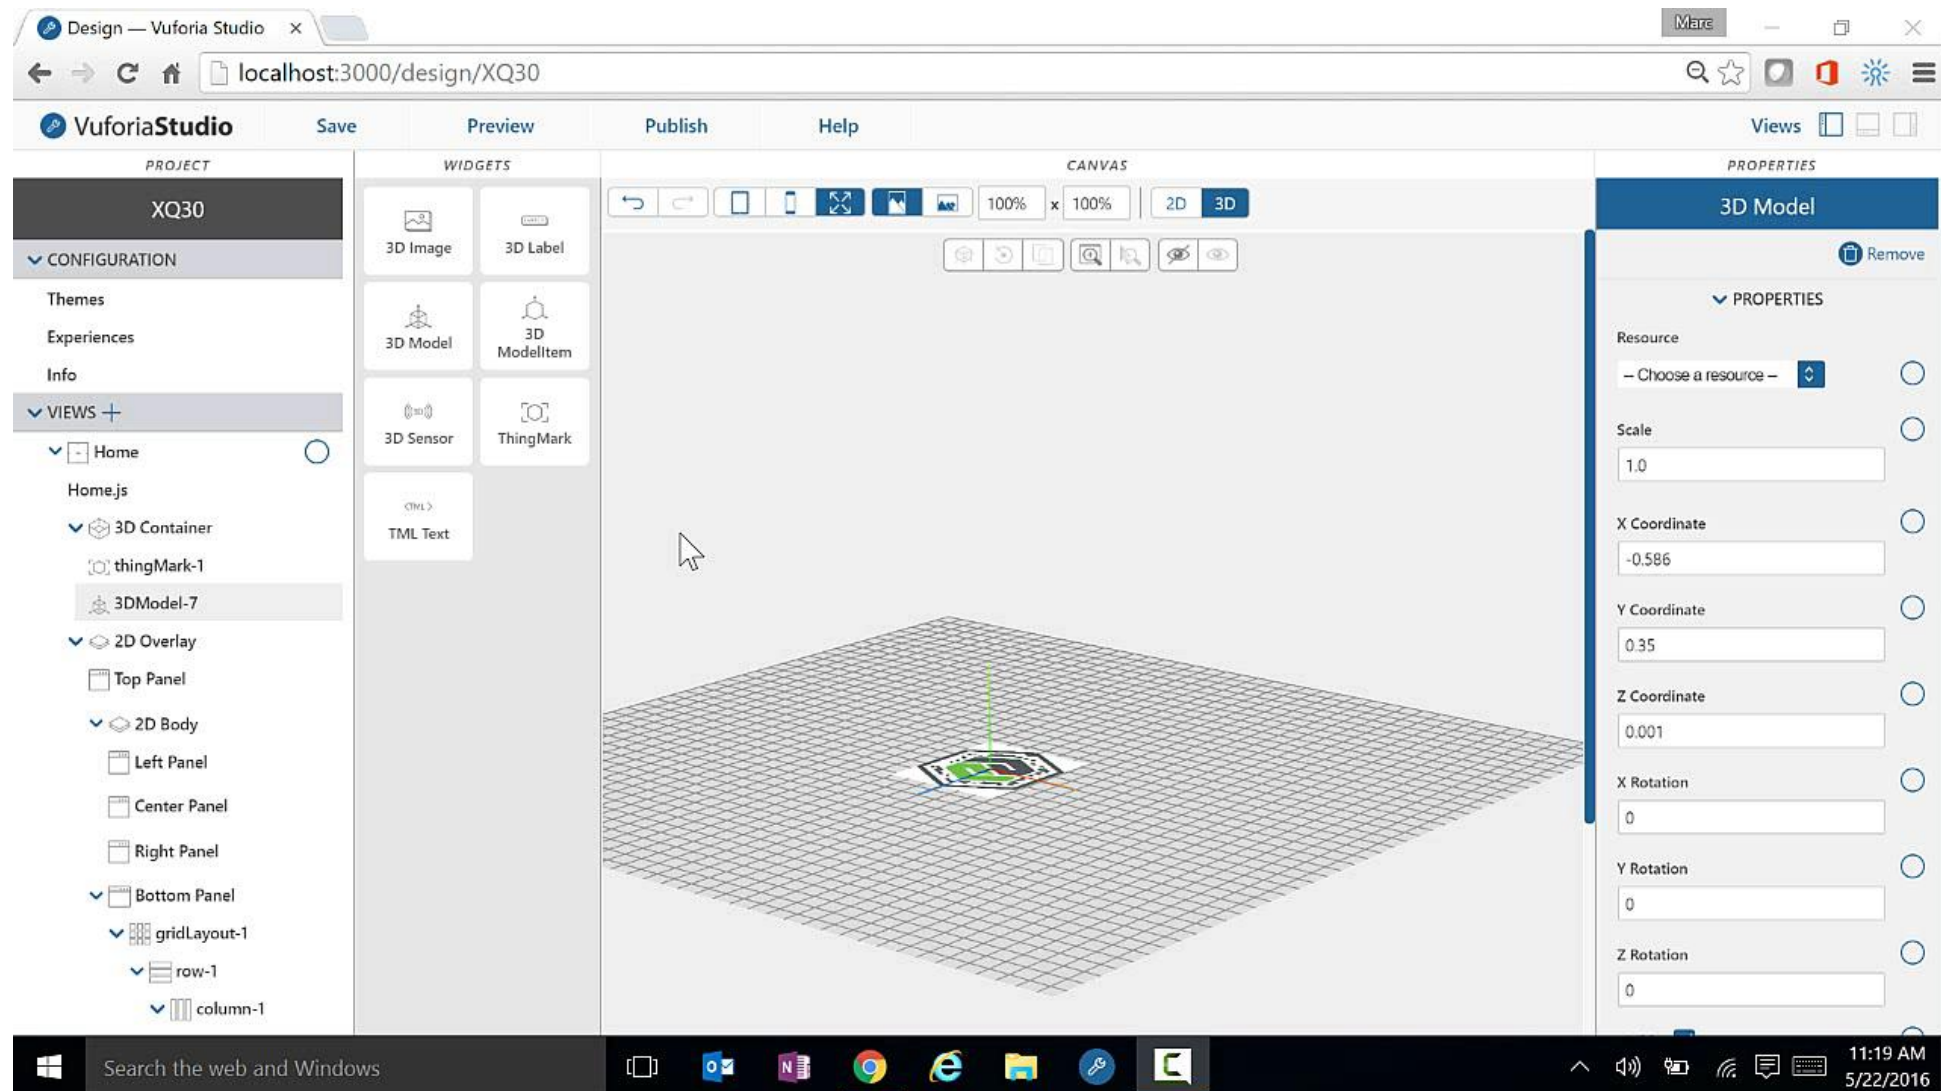 Design — Vuforia Studio
Marc
localhost:3000/design/XQ30
VuforiaStudio
Save
Preview
Publish
Help
Views
PROJECT
WIDGETS
CANVAS
PROPERTIES
XQ30
CONFIGURATION
Themes
Experiences
Info
VIEWS
Home
Home.js
3D Container
thingMark-1
3DModel-7
2D Overlay
Top Panel
2D Body
Left Panel
Center Panel
Right Panel
Bottom Panel
gridLayout-1
row-1
column-1
3D Image
3D Label
3D Model
3D
ModelItem
3D Sensor
ThingMark
TML Text
100% x 100%
2D
3D
3D Model
Remove
PROPERTIES
Resource
-- Choose a resource --
Scale
1.0
X Coordinate
-0.586
Y Coordinate
0.35
Z Coordinate
0.001
X Rotation
0
Y Rotation
0
Z Rotation
0
Search the web and Windows
11:19 AM
5/22/2016